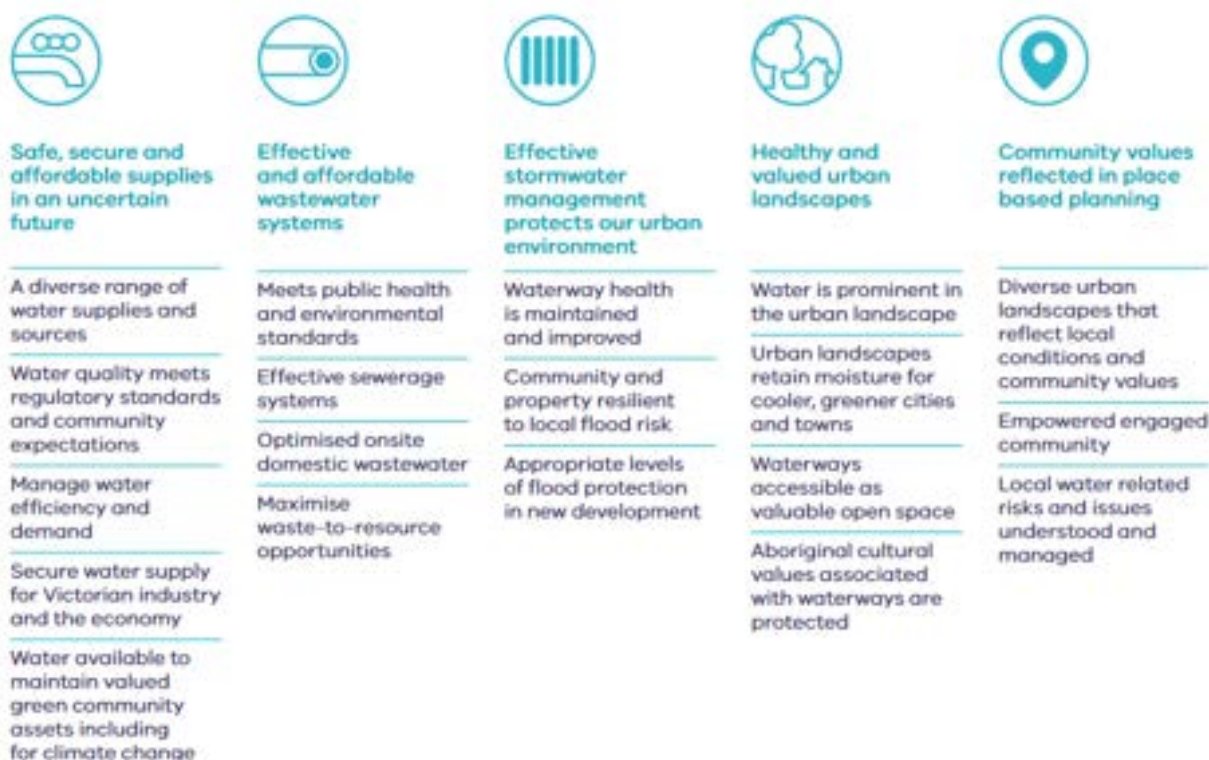 Safe, secure and
affordable supplies
in an uncertain
future
A diverse range of
water supplies and
sources
Water quality meets
regulatory standards
and community
expectations
Manage water
efficiency and
demand
Secure water supply
for Victorian industry
and the economy
Water available to
maintain valued
green community
assets including
for climate change
Effective
and affordable
wastewater
systems
Meets public health
and environmental
standards
Effective sewerage
systems
Optimised onsite
domestic wastewater
Maximise
waste-to-resource
opportunities
Effective
stormwater
management
protects our urban
environment
Waterway health
is maintained
and improved
Community and
property resilient
to local flood risk
Appropriate levels
of flood protection
in new development
Healthy and
valued urban
landscapes
Water is prominent in
the urban landscape
Urban landscapes
retain moisture for
cooler, greener cities
and towns
Waterways
accessible as
valuable open space
Aboriginal cultural
values associated
with waterways are
protected
Community values
reflected in place
based planning
Diverse urban
landscapes that
reflect local
conditions and
community values
Empowered engaged
community
Local water related
risks and issues
understood and
managed